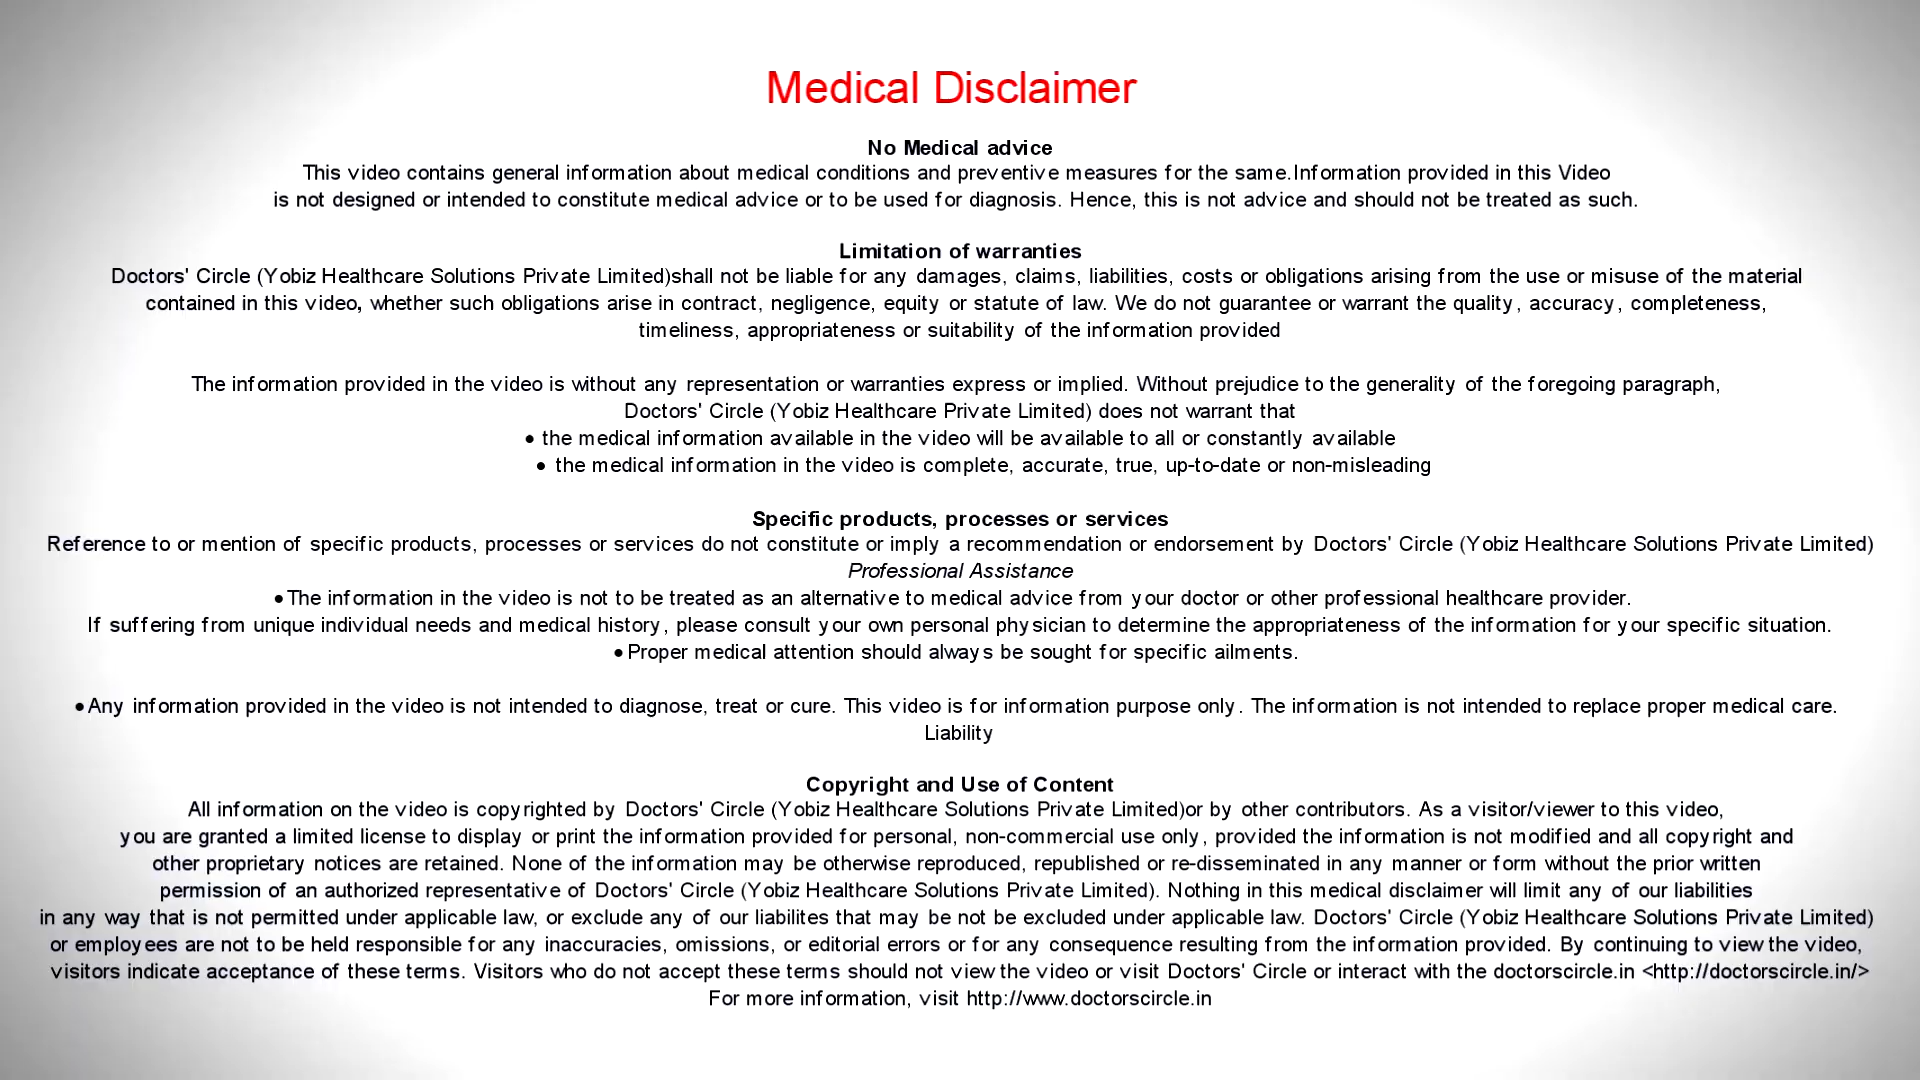 Medical Disclaimer
No Medical advice
This video contains general information about medical conditions and preventive measures for the same.Information provided in this Video
is not designed or intended to constitute medical advice or to be used for diagnosis. Hence, this is not advice and should not be treated as such.
Limitation of warranties
Doctors' Circle (Yobiz Healthcare Solutions Private Limited)shall not be liable for any damages, claims, liabilities, costs or obligations arising from the use or misuse of the material
contained in this video, whether such obligations arise in contract, negligence, equity or statute of law. We do not guarantee or warrant the quality, accuracy, completeness,
timeliness, appropriateness or suitability of the information provided
The information provided in the video is without any representation or warranties express or implied. Without prejudice to the generality of the foregoing paragraph,
Doctors' Circle (Yobiz Healthcare Private Limited) does not warrant that
• the medical information available in the video will be available to all or constantly available
• the medical information in the video is complete, accurate, true, up-to-date or non-misleading
Specific products, processes or services
Reference to or mention of specific products, processes or services do not constitute or imply a recommendation or endorsement by Doctors' Circle (Yobiz Healthcare Solutions Private Limited)
Professional Assistance
•The information in the video is not to be treated as an alternative to medical advice from your doctor or other professional healthcare provider.
If suffering from unique individual needs and medical history, please consult your own personal physician to determine the appropriateness of the information for your specific situation.
•Proper medical attention should always be sought for specific ailments.
•Any information provided in the video is not intended to diagnose, treat or cure. This video is for information purpose only. The information is not intended to replace proper medical care.
Liability
Copyright and Use of Content
All information on the video is copyrighted by Doctors' Circle (Yobiz Healthcare Solutions Private Limited)or by other contributors. As a visitor/viewer to this video,
you are granted a limited license to display or print the information provided for personal, non-commercial use only, provided the information is not modified and all copyright and
other proprietary notices are retained. None of the information may be otherwise reproduced, republished or re-disseminated in any manner or form without the prior written
permission of an authorized representative of Doctors' Circle (Yobiz Healthcare Solutions Private Limited). Nothing in this medical disclaimer will limit any of our liabilities
in any way that is not permitted under applicable law, or exclude any of our liabilites that may be not be excluded under applicable law. Doctors' Circle (Yobiz Healthcare Solutions Private Limited)
or employees are not to be held responsible for any inaccuracies, omissions, or editorial errors or for any consequence resulting from the information provided. By continuing to view the video,
visitors indicate acceptance of these terms. Visitors who do not accept these terms should not view the video or visit Doctors' Circle or interact with the doctorscircle.in <http://doctorscircle.in/>
For more information, visit http://www.doctorscircle.in